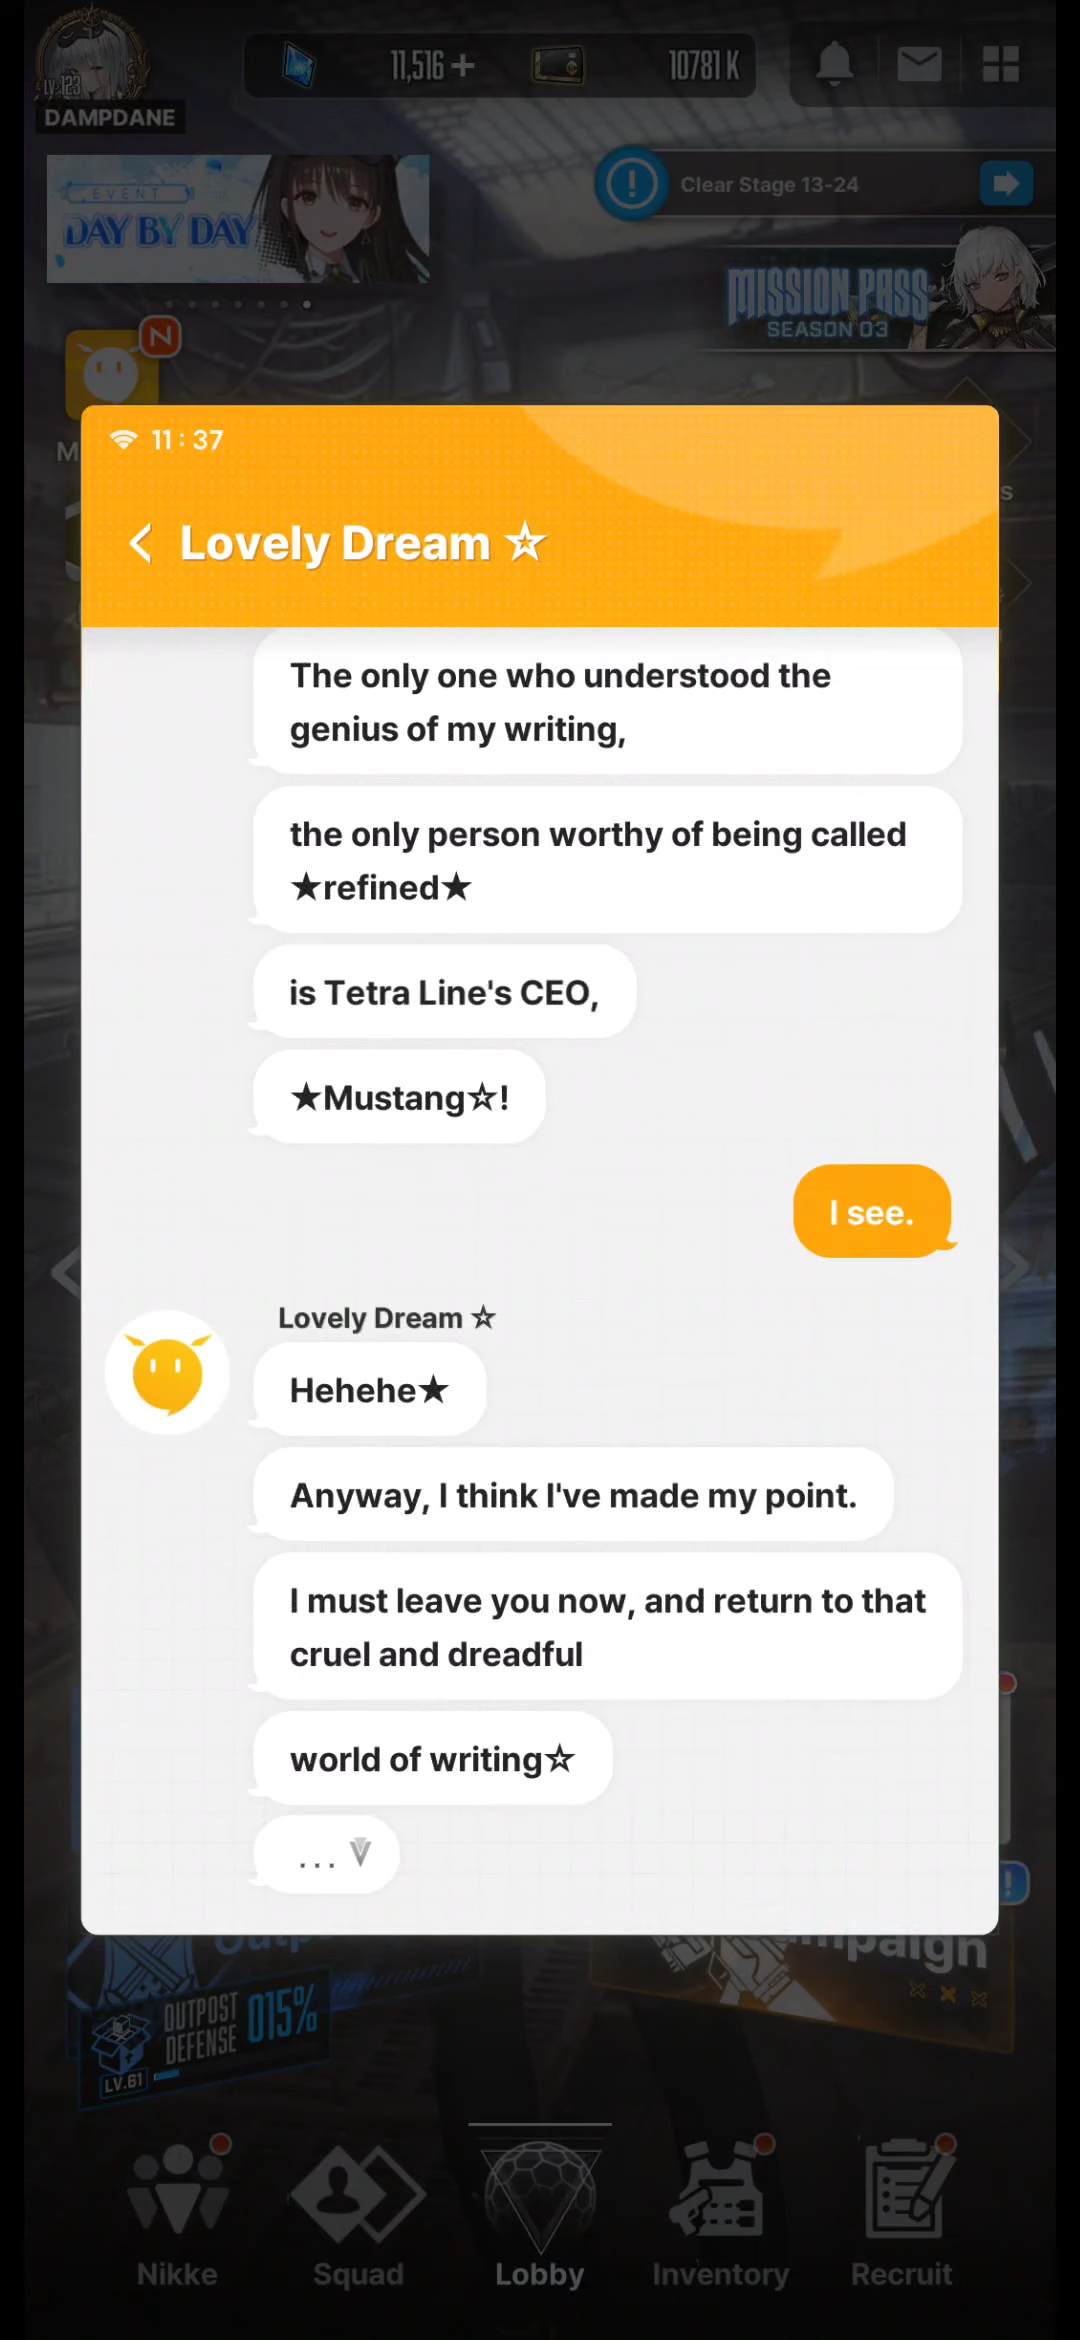 LV.123
11,516
10781 K
DAMPDANE
EVENT
DAY BY DAY
Clear Stage 13-24
MISSION PASS
SEASON 03
N
M
s
11 : 37
Lovely Dream ☆
The only one who understood the
genius of my writing,
the only person worthy of being called
★refined★
is Tetra Line's CEO,
★Mustang☆!
I see.
Lovely Dream ☆
Hehehe★
Anyway, I think I've made my point.
I must leave you now, and return to that
cruel and dreadful
world of writing☆
...
OUTPOST
DEFENSE
015%
LV.61
Nikke
Squad
Lobby
Inventory
Recruit